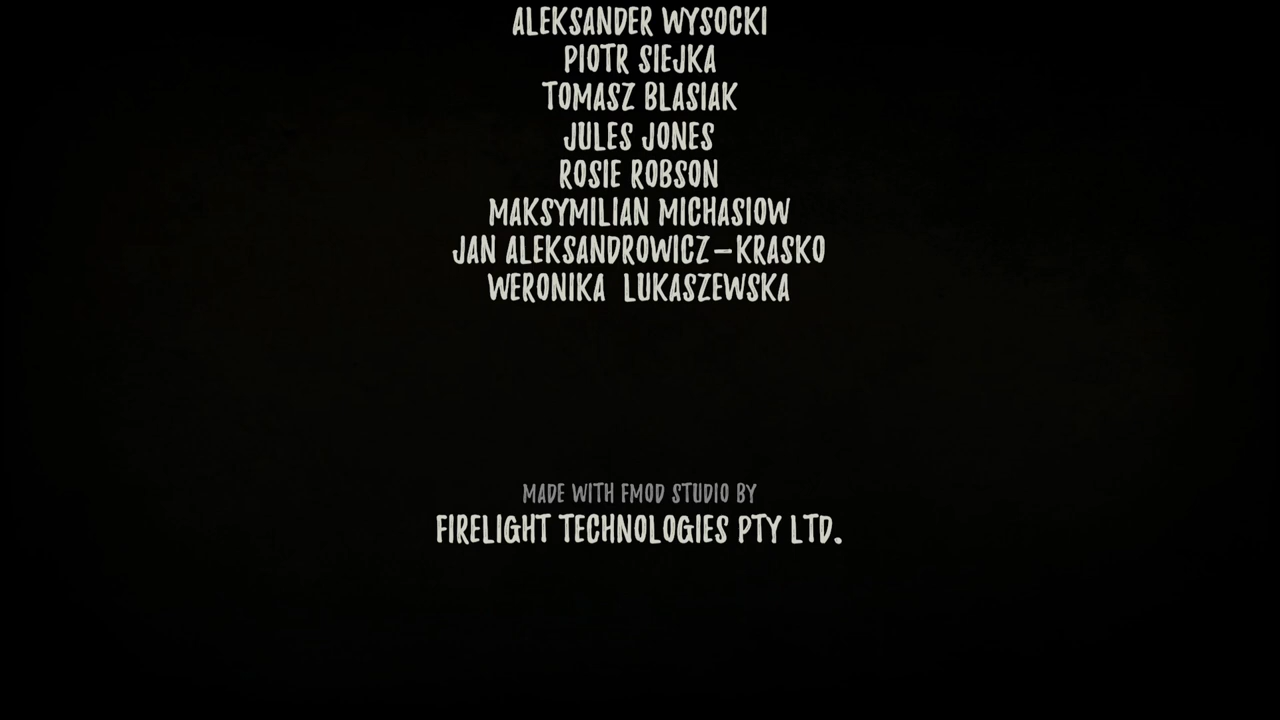 ALEKSANDER WYSOCKI
PIOTR SIEJKA
TOMASZ BLASIAK
JULES JONES
ROSIE ROBSON
MAKSYMILIAN MICHASIOW
JAN ALEKSANDROWICZ-KRASKO
WERONIKA LUKASZEWSKA
MADE WITH FMOD STUDIO BY
FIRELIGHT TECHNOLOGIES PTY LTD.